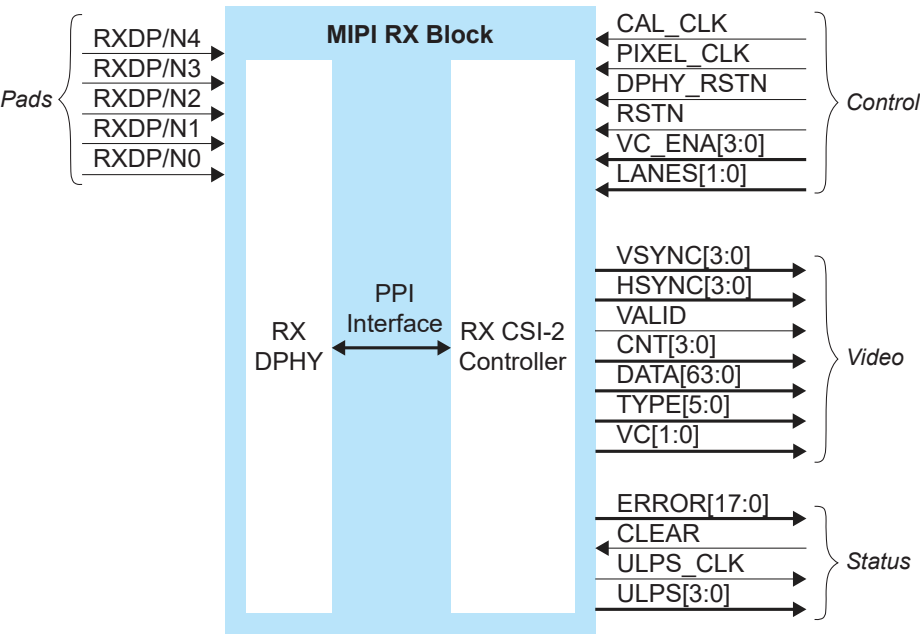 MIPI RX Block
Pads
RXDP/N4
RXDP/N3
RXDP/N2
RXDP/N1
RXDP/N0
RX
DPHY
PPI
Interface
RX CSI-2
Controller
CAL_CLK
PIXEL_CLK
DPHY_RSTN
RSTN
VC_ENA[3:0]
LANES[1:0]
Control
VSYNC[3:0]
HSYNC[3:0]
VALID
CNT[3:0]
DATA[63:0]
TYPE[5:0]
VC[1:0]
Video
ERROR[17:0]
CLEAR
ULPS_CLK
ULPS[3:0]
Status